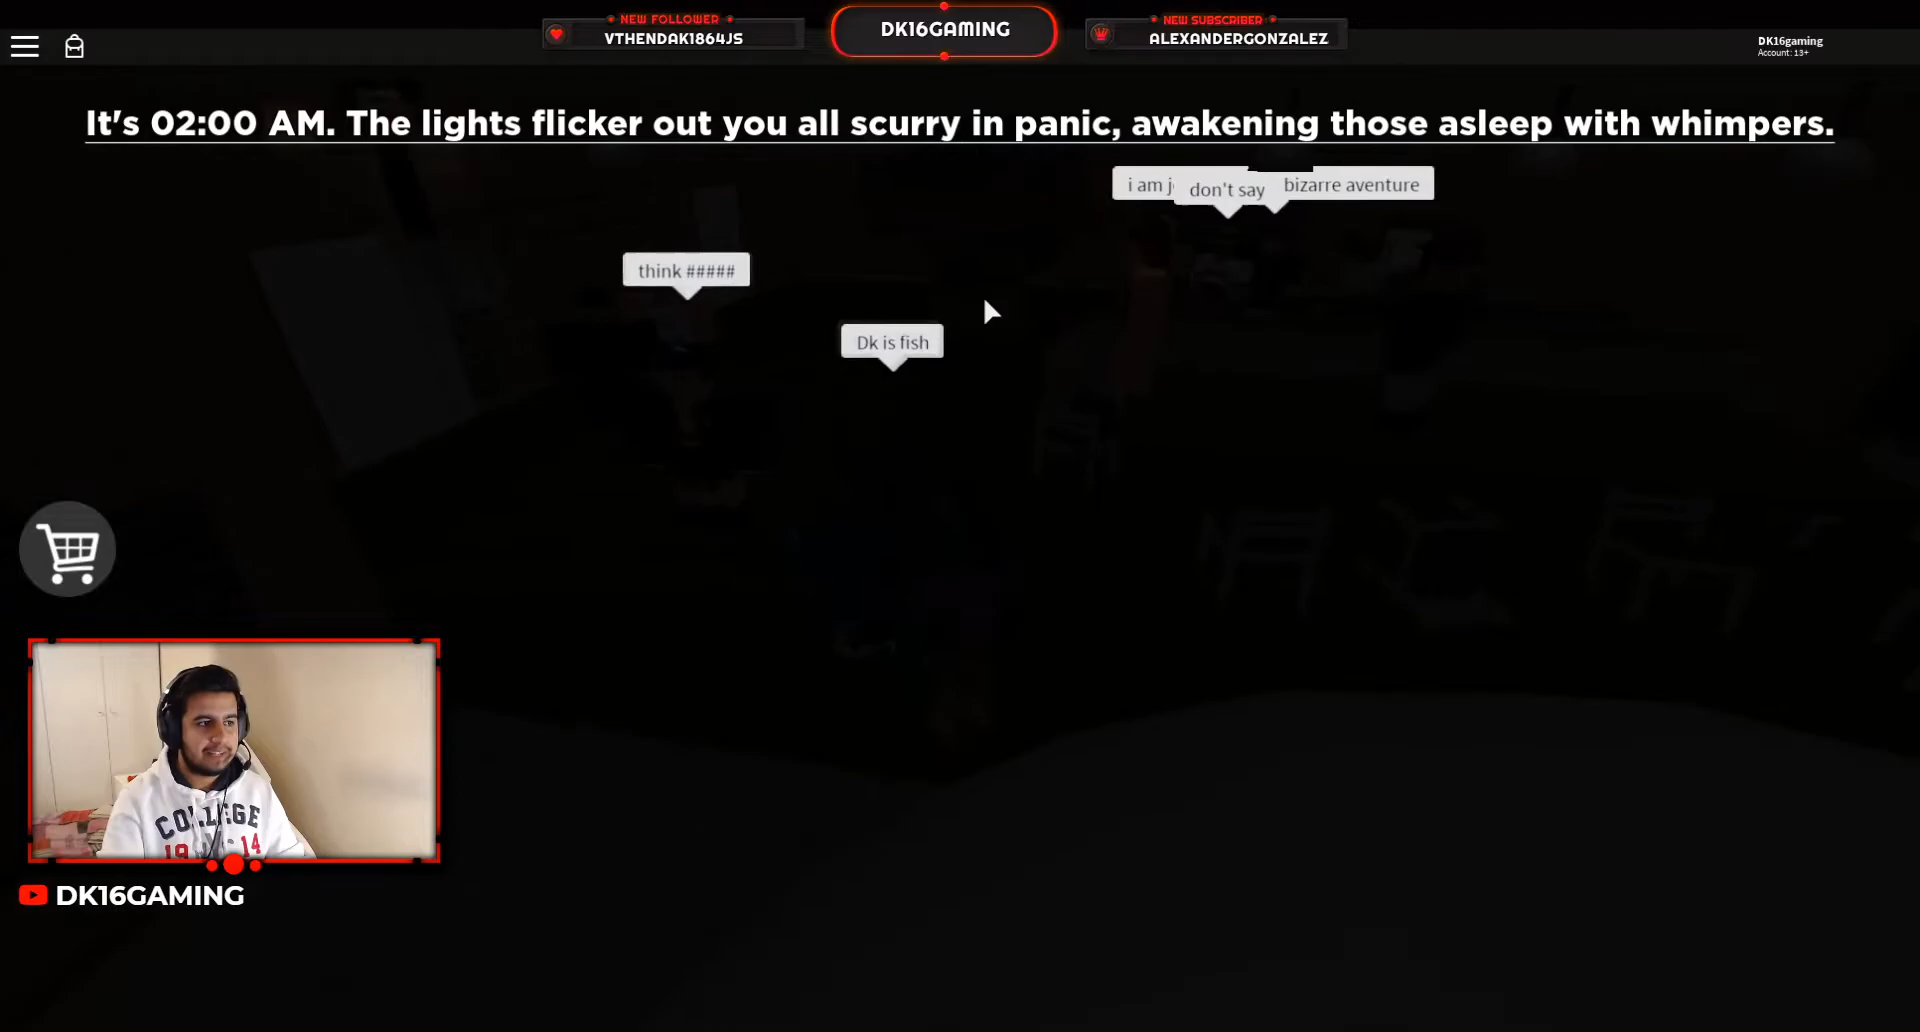 NEW FOLLOWER
VTHENDAK1864JS
DK16GAMING
NEW SUBSCRIBER
ALEXANDERGONZALEZ
DK16gaming
Account: 13+
It's 02:00 AM. The lights flicker out you all scurry in panic, awakening those asleep with whimpers.
i am
don't say
bizarre aventure
think #####
Dk is fish
COLLEGE
19 14
DK16GAMING